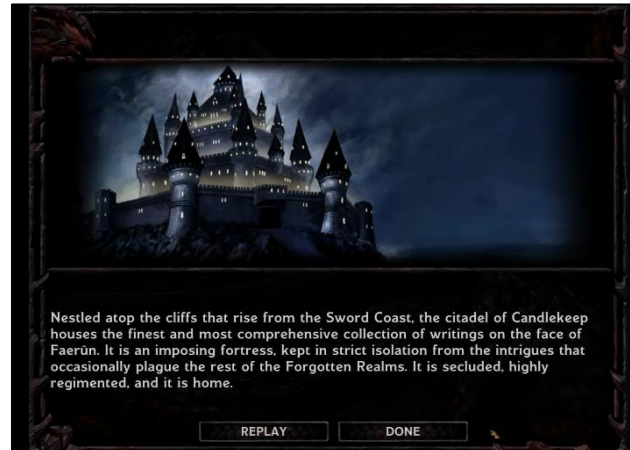 Nestled atop the cliffs that rise from the Sword Coast, the citadel of Candlekeep
houses the finest and most comprehensive collection of writings on the face of
Faerûn. It is an imposing fortress, kept in strict isolation from the intrigues that
occasionally plague the rest of the Forgotten Realms. It is secluded, highly
regimented, and it is home.
REPLAY
DONE